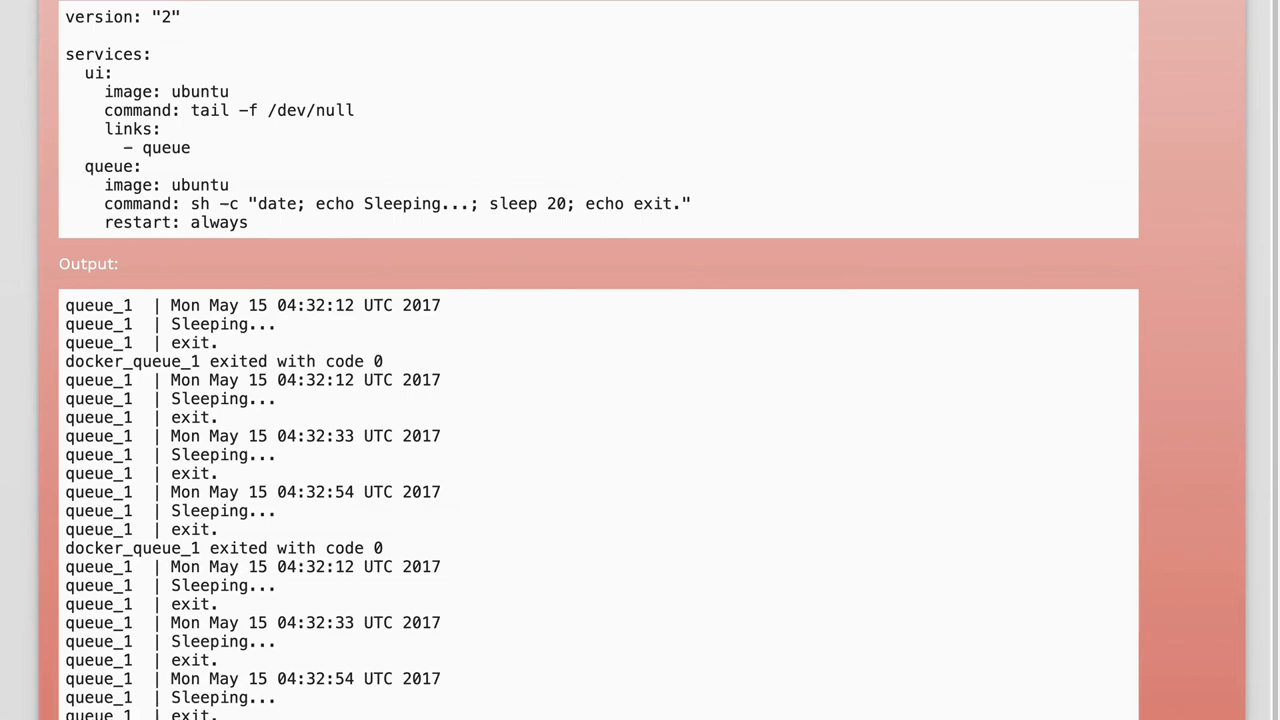 version: "2"

services:
  ui:
    image: ubuntu
    command: tail -f /dev/null
    links:
      - queue
  queue:
    image: ubuntu
    command: sh -c "date; echo Sleeping...; sleep 20; echo exit."
    restart: always
Output:
queue_1  | Mon May 15 04:32:12 UTC 2017
queue_1  | Sleeping...
queue_1  | exit.
docker_queue_1 exited with code 0
queue_1  | Mon May 15 04:32:12 UTC 2017
queue_1  | Sleeping...
queue_1  | exit.
queue_1  | Mon May 15 04:32:33 UTC 2017
queue_1  | Sleeping...
queue_1  | exit.
queue_1  | Mon May 15 04:32:54 UTC 2017
queue_1  | Sleeping...
queue_1  | exit.
docker_queue_1 exited with code 0
queue_1  | Mon May 15 04:32:12 UTC 2017
queue_1  | Sleeping...
queue_1  | exit.
queue_1  | Mon May 15 04:32:33 UTC 2017
queue_1  | Sleeping...
queue_1  | exit.
queue_1  | Mon May 15 04:32:54 UTC 2017
queue_1  | Sleeping...
queue_1  | exit.